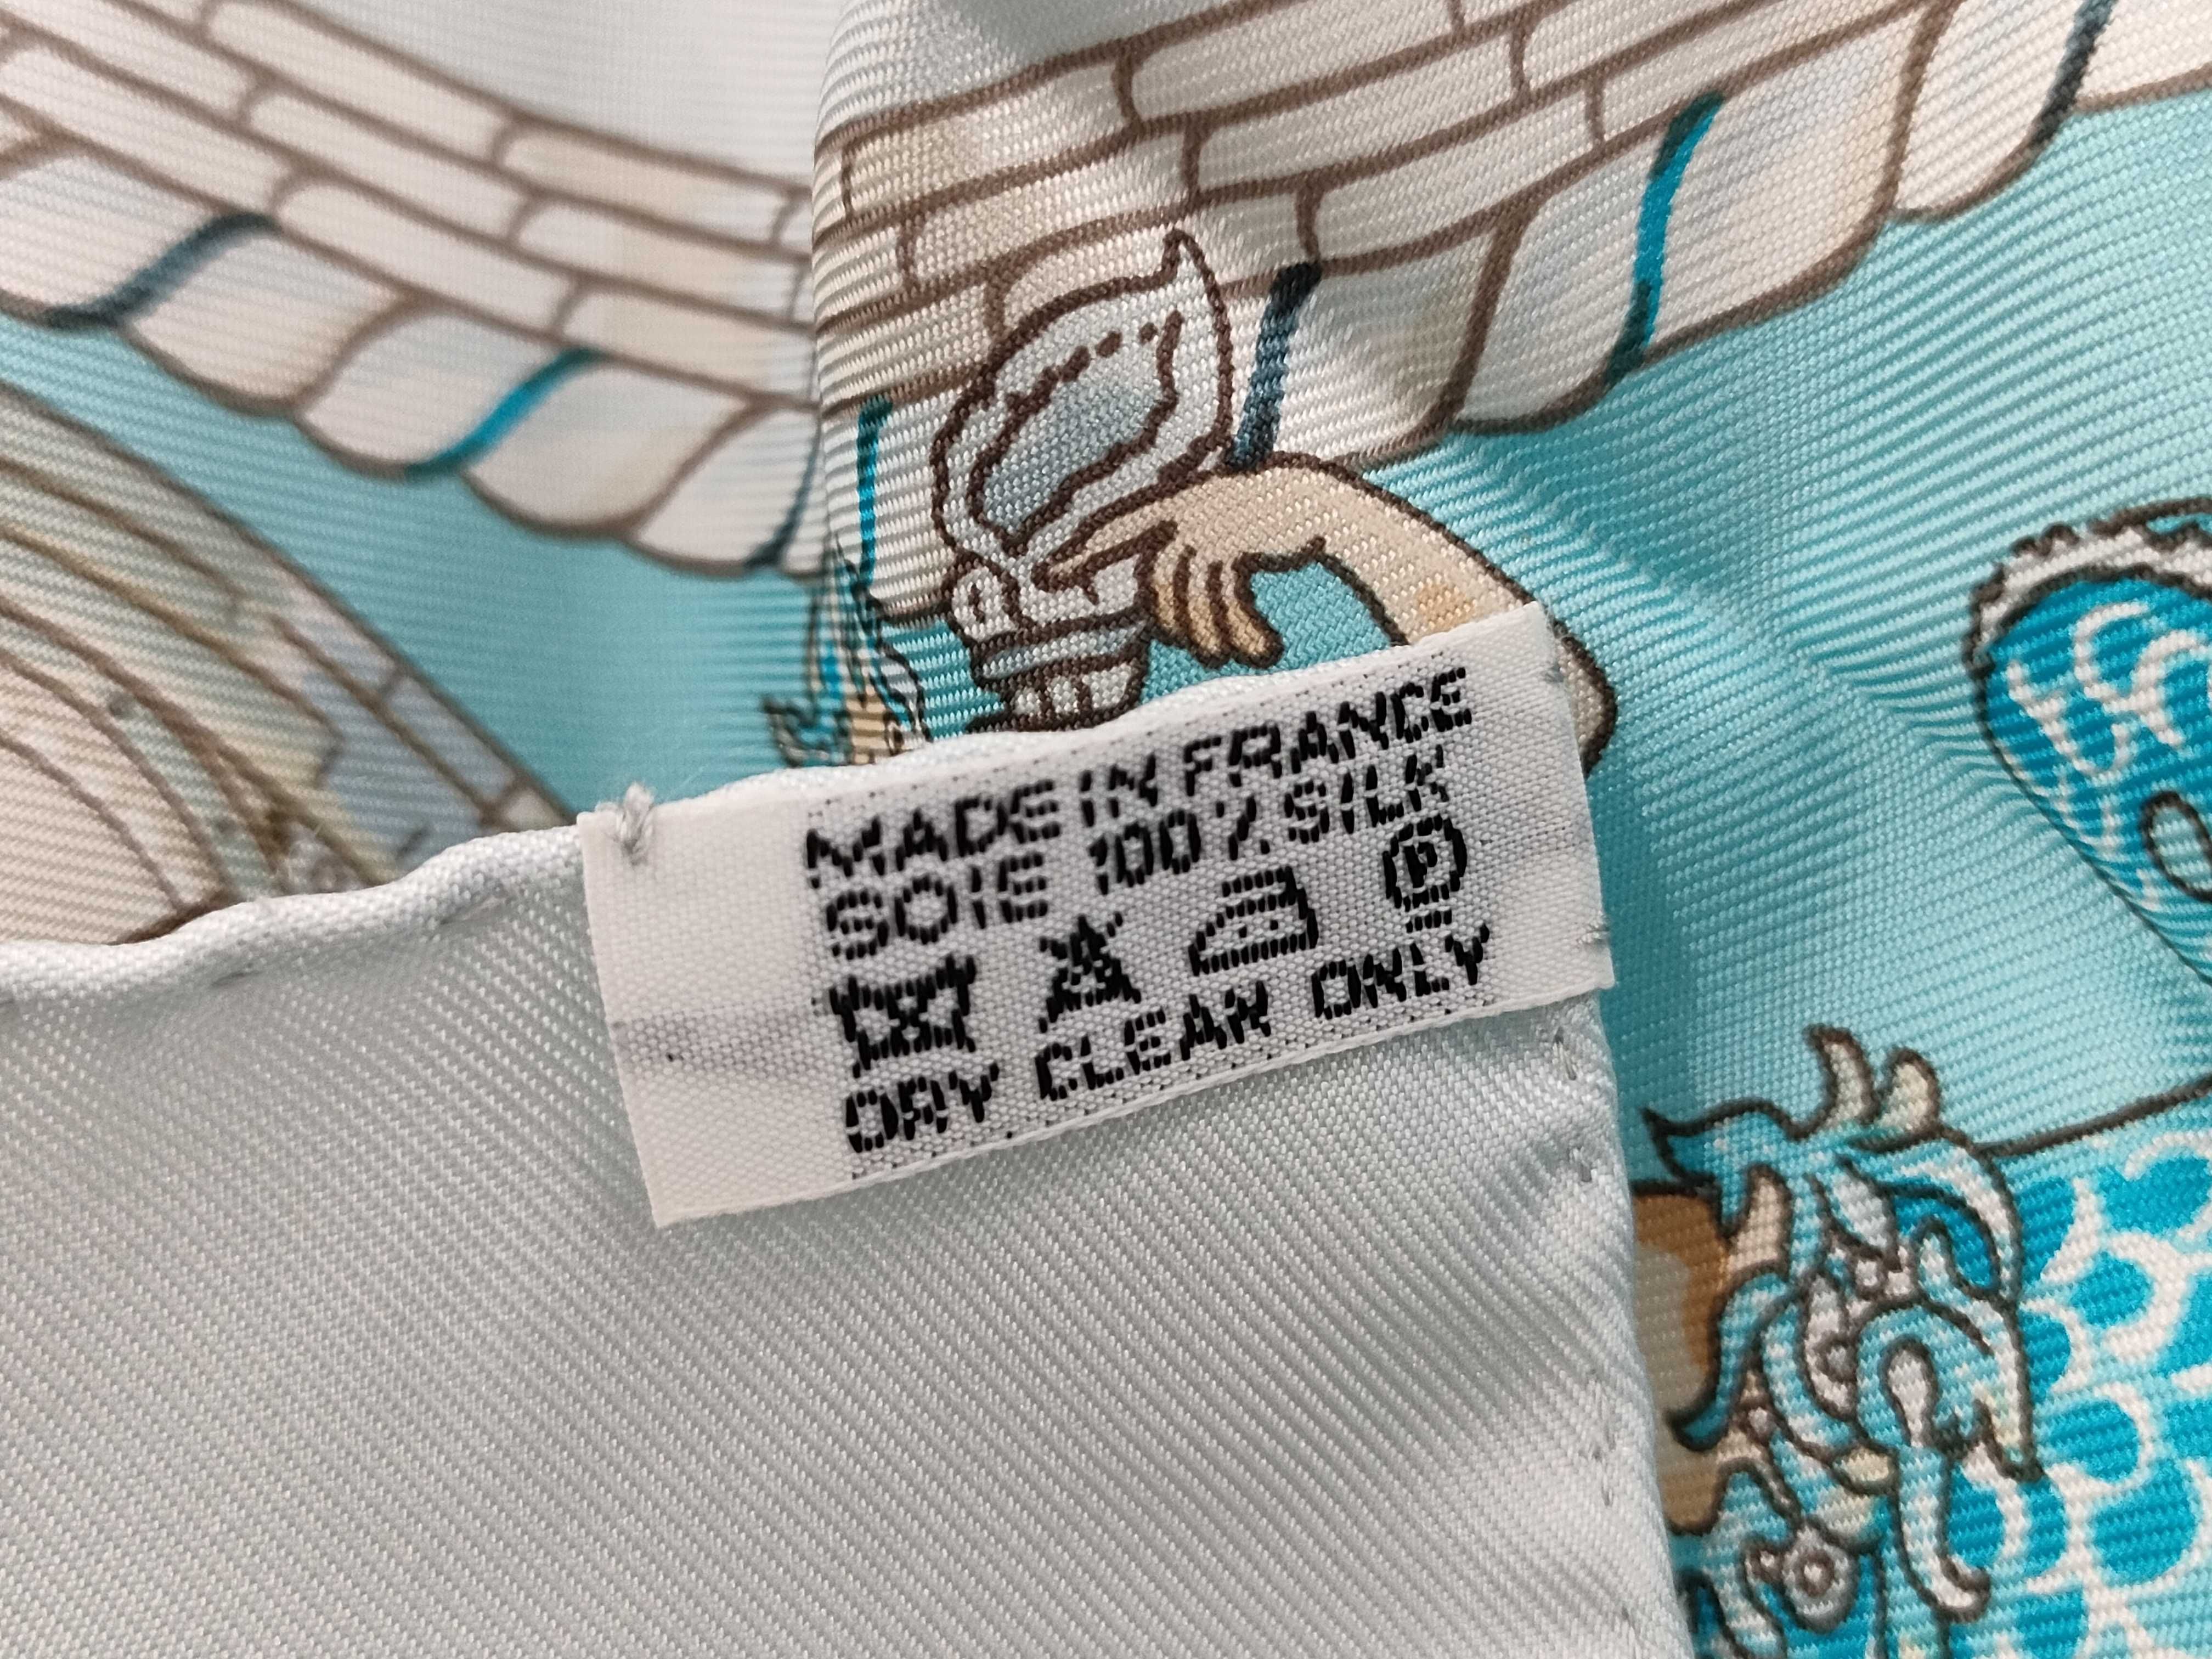 MADE IN FRANCE
SOIE 100 % SILK
P
DRY CLEAN ONLY